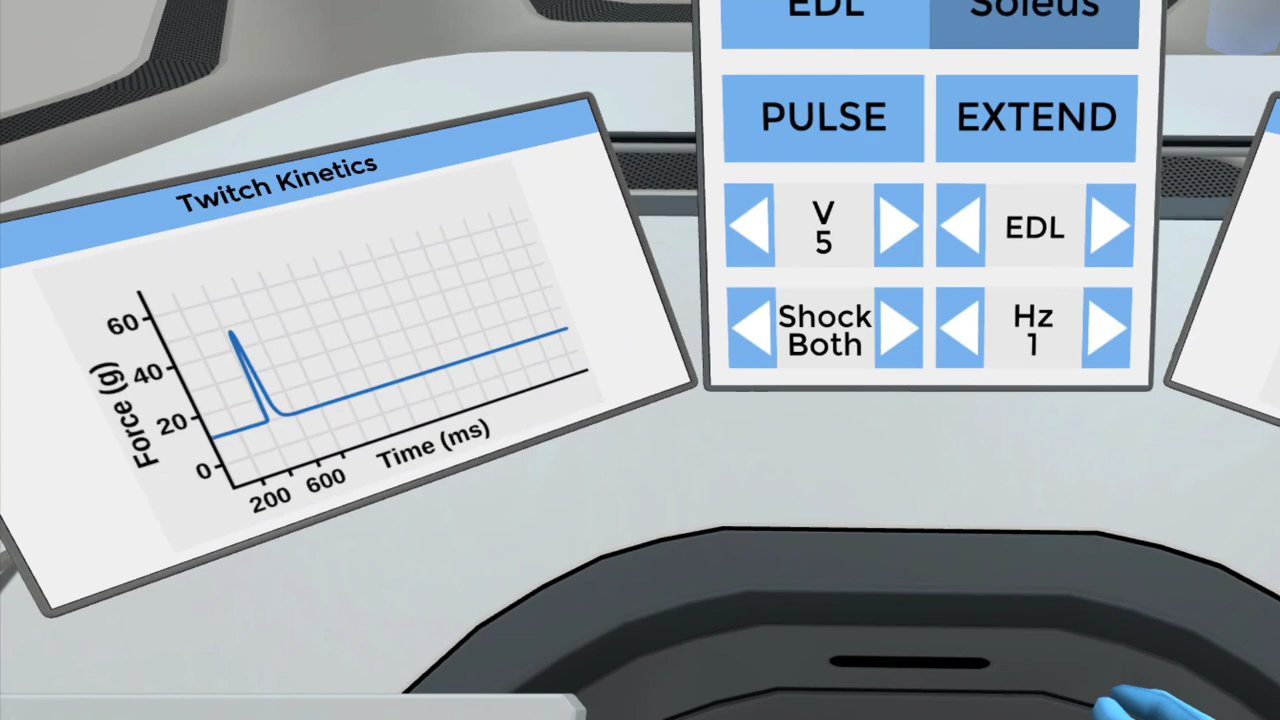 EDL
Soleus
PULSE
EXTEND
V
5
EDL
Shock
Both
Hz
1
Twitch Kinetics
60
40
20
0
Force (g)
200
600
Time (ms)